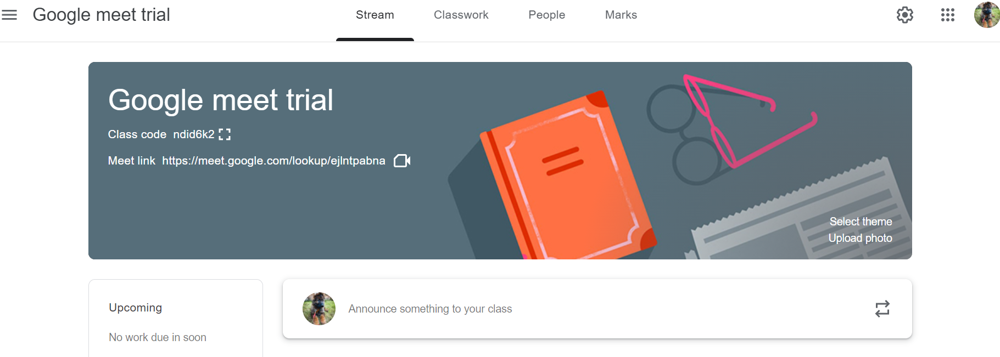 Google meet trial
Stream Classwork People Marks
Google meet trial
Class code ndid6k2
Meet link https://meet.google.com/lookup/ejlntpabna
Select theme
Upload photo
Upcoming
No work due in soon
Announce something to your class